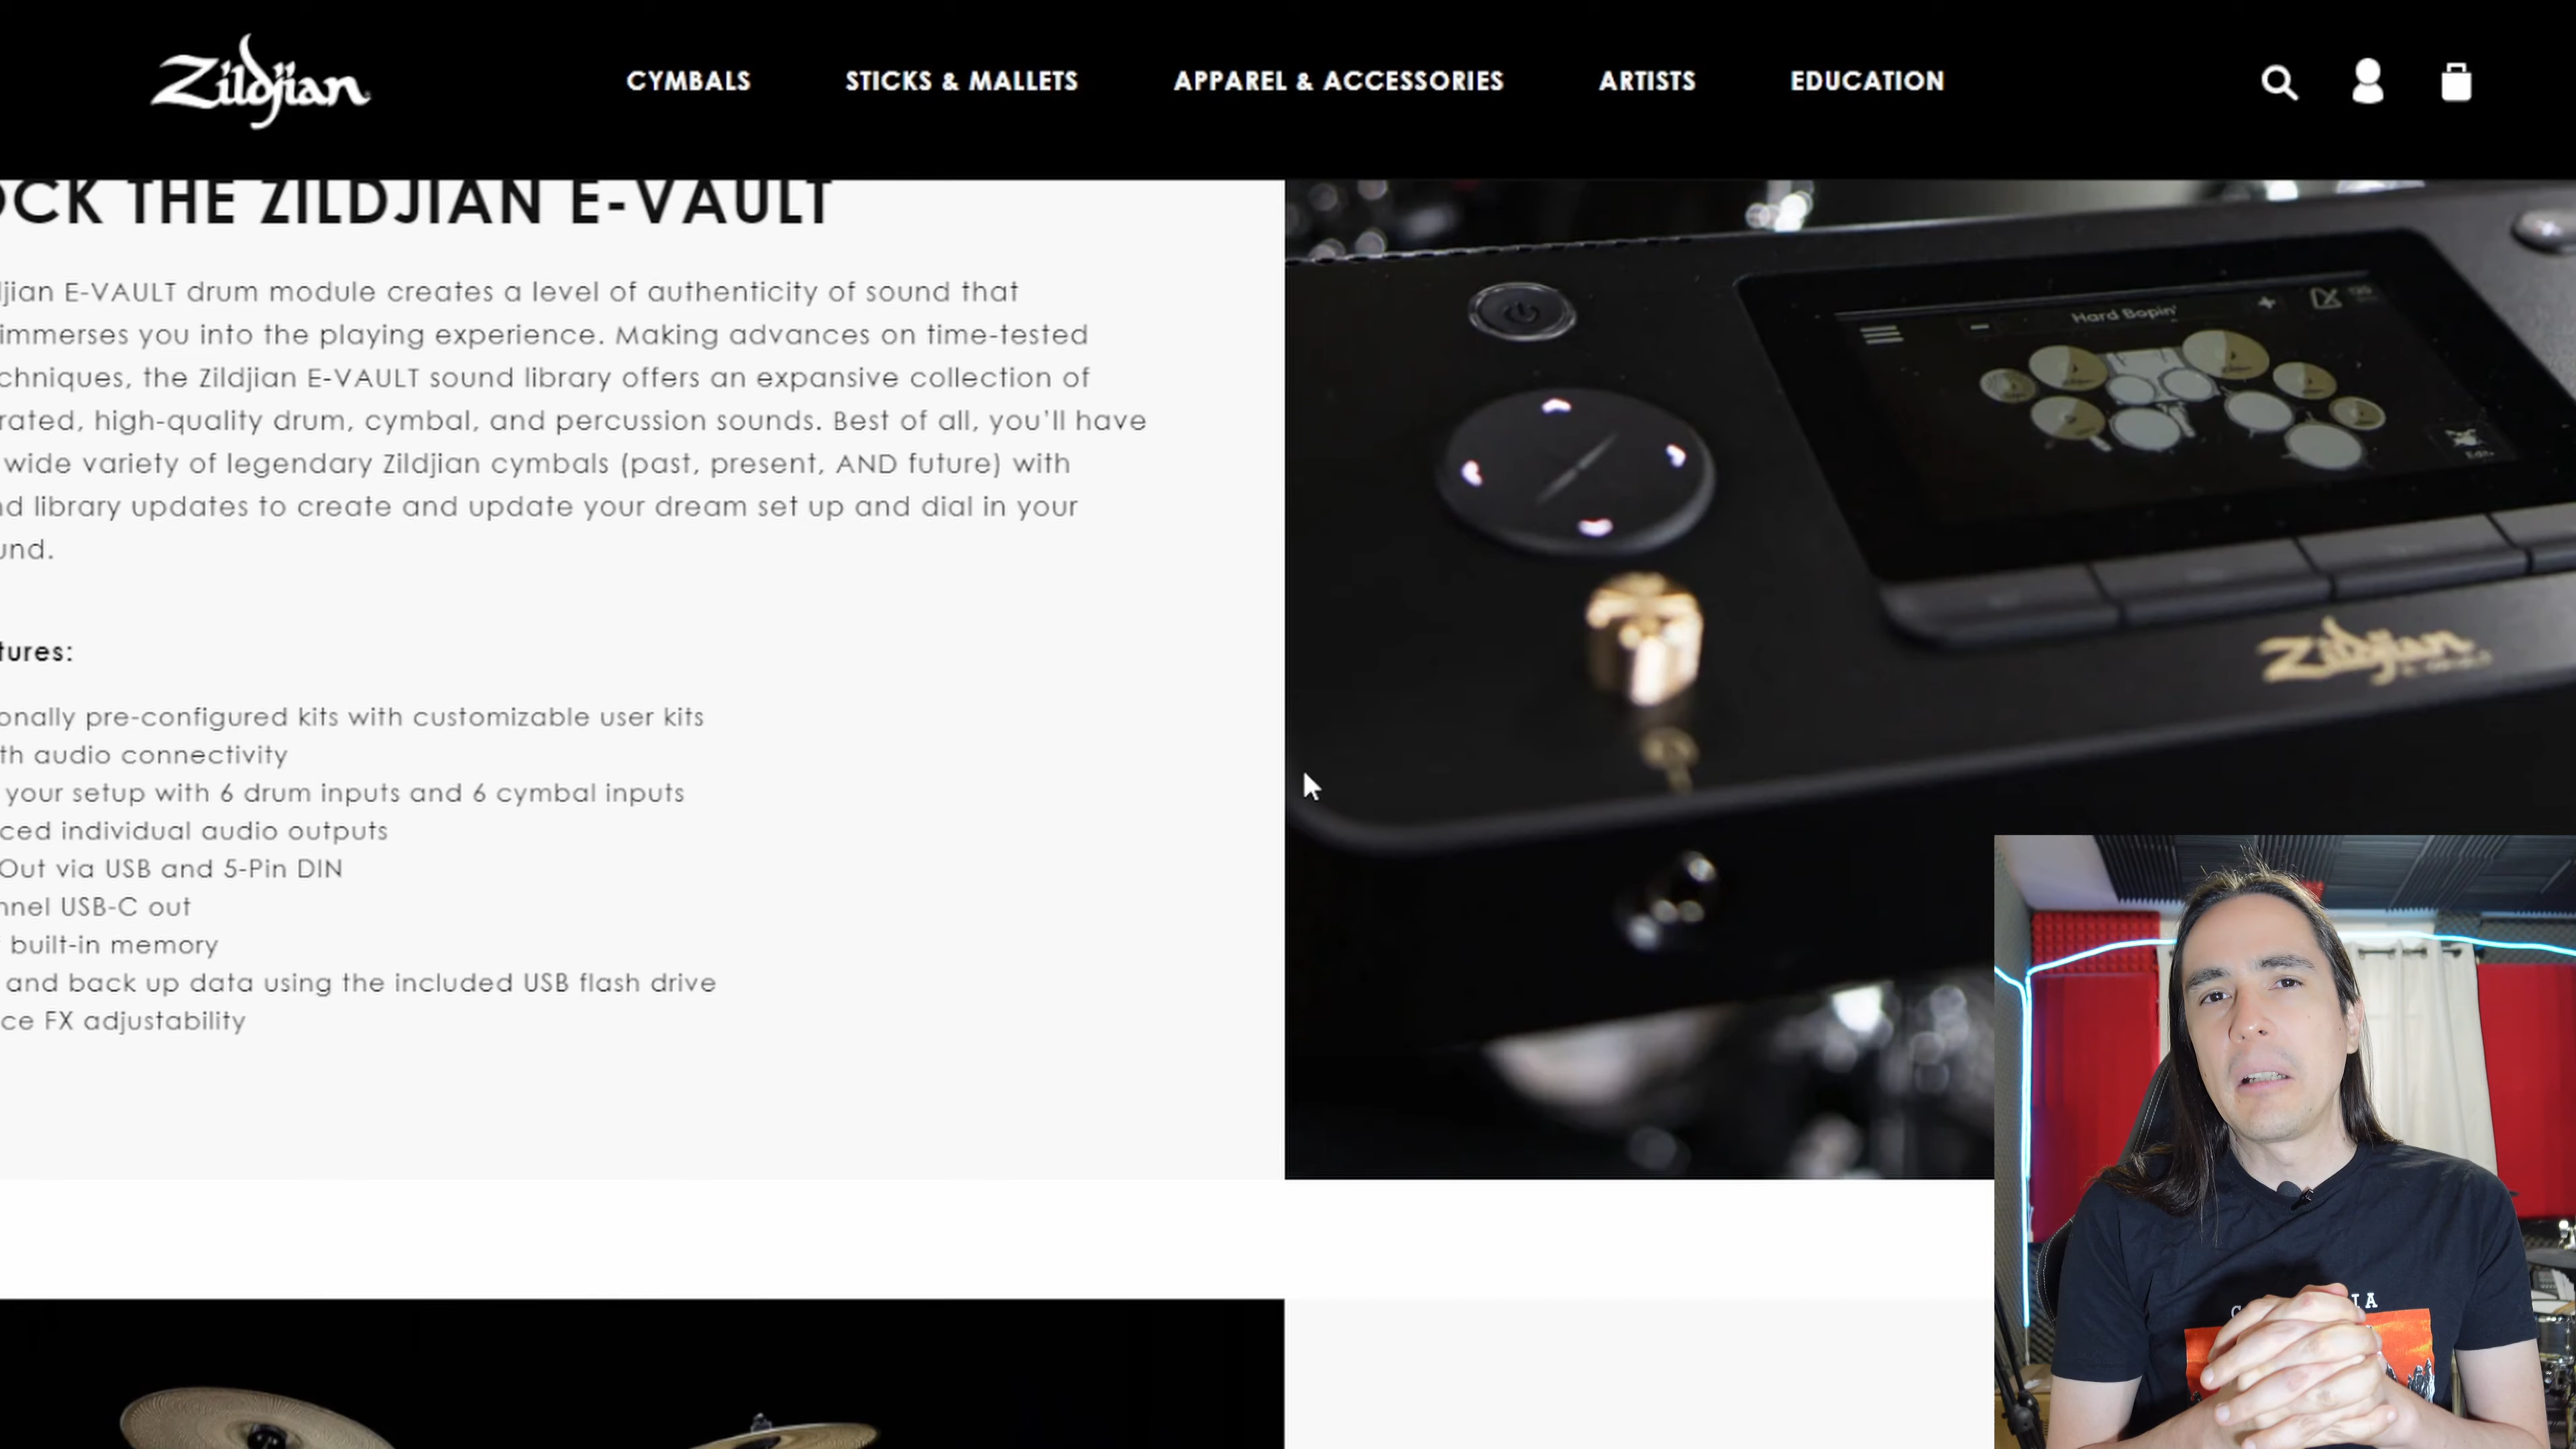 Zildjian
CYMBALS
STICKS & MALLETS
APPAREL & ACCESSORIES
ARTISTS
EDUCATION
OCK THE ZILDJIAN E-VAULT
djian E-VAULT drum module creates a level of authenticity of sound that
immerses you into the playing experience. Making advances on time-tested
chniques, the Zildjian E-VAULT sound library offers an expansive collection of
rated, high-quality drum, cymbal, and percussion sounds. Best of all, you'll have
wide variety of legendary Zildjian cymbals (past, present, AND future) with
nd library updates to create and update your dream set up and dial in your
und.
tures:
onally pre-configured kits with customizable user kits
th audio connectivity
your setup with 6 drum inputs and 6 cymbal inputs
ced individual audio outputs
Out via USB and 5-Pin DIN
nnel USB-C out
built-in memory
and back up data using the included USB flash drive
ce FX adjustability
Hard Bopin'
Edit
Zildjian